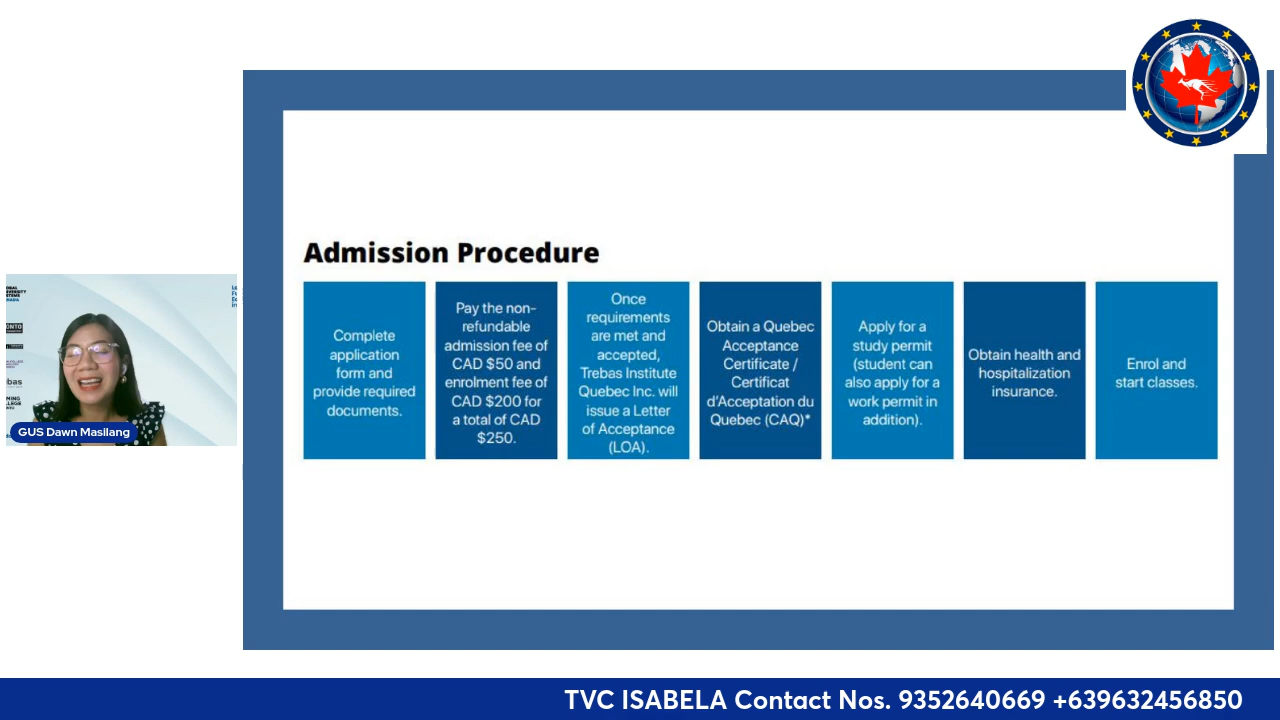 Admission Procedure
Complete
application
form and
provide required
documents.
Pay the non-
refundable
admission fee of
CAD $50 and
enrolment fee of
CAD $200 for
a total of CAD
$250.
Once
requirements
are met and
accepted,
Trebas Institute
Quebec Inc. will
issue a Letter
of Acceptance
(LOA).
Obtain a Quebec
Acceptance
Certificate /
Certificat
d'Acceptation du
Quebec (CAQ)*
Apply for a
study permit
(student can
also apply for a
work permit in
addition).
Obtain health and
hospitalization
insurance.
Enrol and
start classes.
GUS Dawn Masilang
TVC ISABELA Contact Nos. 9352640669 +639632456850